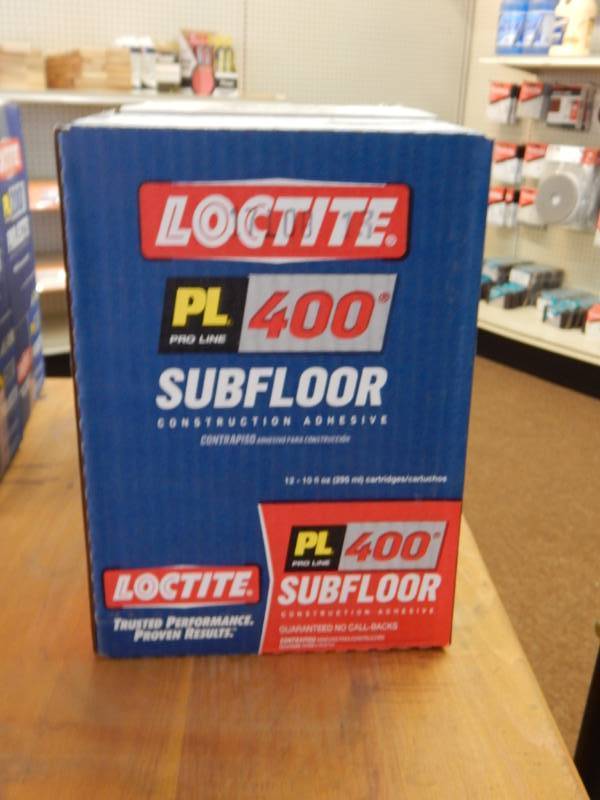 LOCTITE.
PL 400®
PRO LINE
SUBFLOOR
CONSTRUCTION ADHESIVE
CONTRAPISO ADHESIVO PARA CONSTRUCCIÓN
12 - 10 fl oz (295 ml) cartridges/cartuchos
PL 400®
PRO LINE
LOCTITE.
SUBFLOOR
CONSTRUCTION ADHESIVE
TRUSTED PERFORMANCE.
PROVEN RESULTS.™
GUARANTEED NO CALL-BACKS